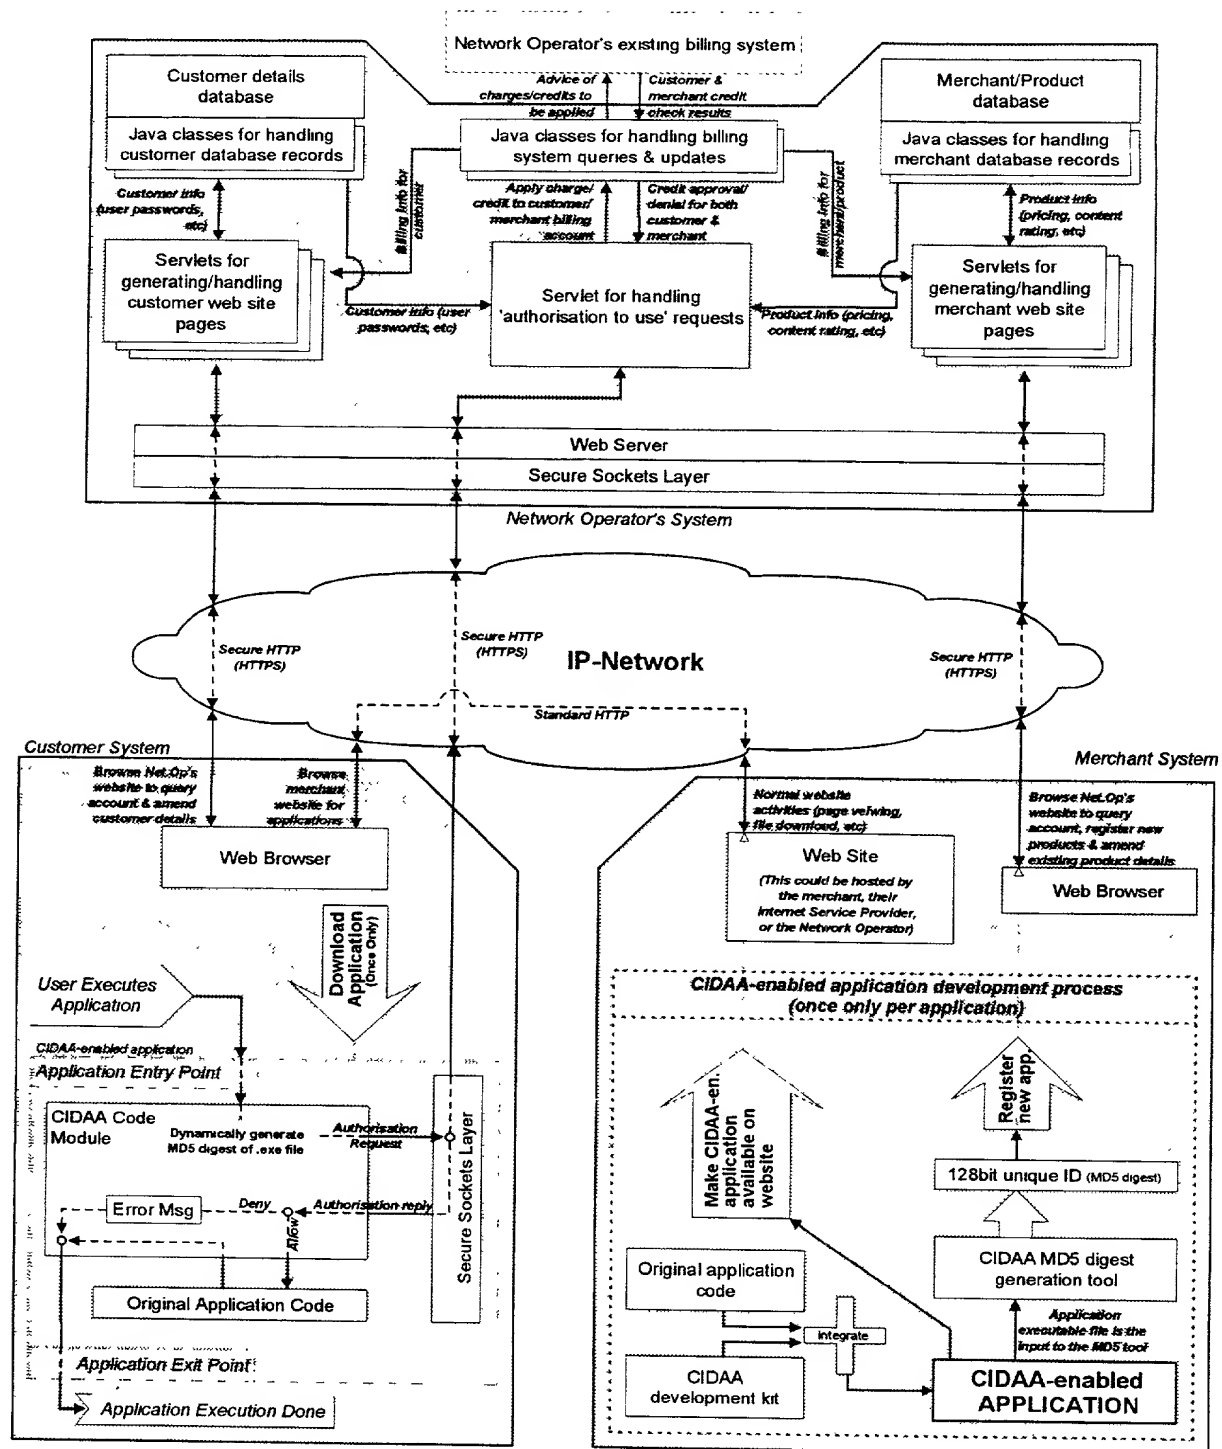 Network Operator's existing billing system
Customer details
database
Java classes for handling
customer database records
Advice of
charges/credits to
be applied
Customer &
merchant credit
check results
Java classes for handling billing
system queries & updates
Merchant/Product
database
Java classes for handling
merchant database records
Customer info
(user passwords,
etc)
Billing info for
customer
Apply charge/
credit to customer/
merchant billing
account
Credit approval/
denial for both
customer &
merchant
Billing info for
merchant/product
Product info
(pricing, content
rating, etc)
Servlets for
generating/handling
customer web site
pages
Servlet for handling
'authorisation to use' requests
Servlets for
generating/handling
merchant web site
pages
Customer info (user
passwords, etc)
Product info (pricing,
content rating, etc)
Web Server
Secure Sockets Layer
Network Operator's System
Secure HTTP
(HTTPS)
Secure HTTP
(HTTPS)
IP-Network
Secure HTTP
(HTTPS)
Standard HTTP
Customer System
Merchant System
Browse Net.Op's
website to query
account & amend
customer details
Browse
merchant
website for
applications
Web Browser
Normal website
activities (page veiwing,
file download, etc)
Web Site
(This could be hosted by
the merchant, their
Internet Service Provider,
or the Network Operator)
Browse Net.Op's
website to query
account, register new
products & amend
existing product details
Web Browser
Download
Application
(Once Only)
User Executes
Application
CIDAA-enabled application
Application Entry Point
CIDAA Code
Module
Dynamically generate
MD5 digest of .exe file
Authorisation
Request
Secure Sockets Layer
Authorisation reply
Deny
Error Msg
Allow
Original Application Code
Application Exit Point
Application Execution Done
CIDAA-enabled application development process
(once only per application)
Make CIDAA-en.
application
available on
website
Register
new app.
128bit unique ID (MD5 digest)
CIDAA MD5 digest
generation tool
Original application
code
integrate
Application
executable file is the
input to the MD5 tool
CIDAA
development kit
CIDAA-enabled
APPLICATION